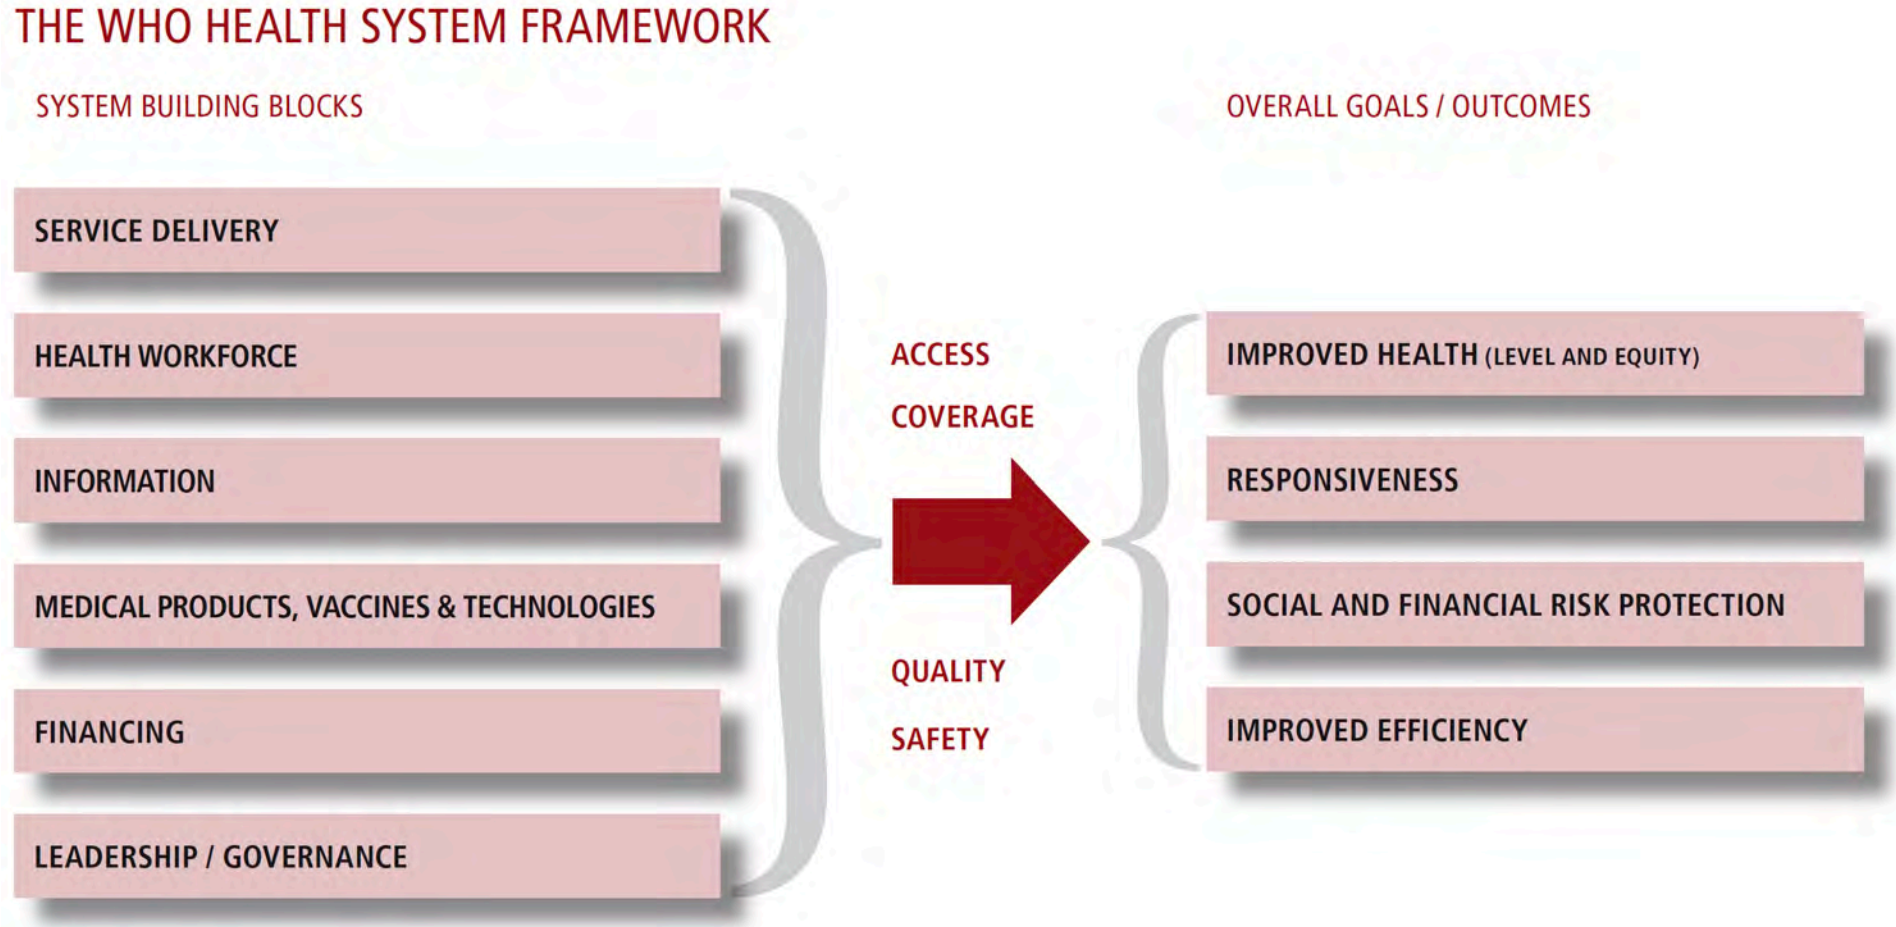 THE WHO HEALTH SYSTEM FRAMEWORK
SYSTEM BUILDING BLOCKS
OVERALL GOALS / OUTCOMES
SERVICE DELIVERY
HEALTH WORKFORCE
INFORMATION
MEDICAL PRODUCTS, VACCINES & TECHNOLOGIES
FINANCING
LEADERSHIP / GOVERNANCE
ACCESS
COVERAGE
QUALITY
SAFETY
IMPROVED HEALTH (LEVEL AND EQUITY)
RESPONSIVENESS
SOCIAL AND FINANCIAL RISK PROTECTION
IMPROVED EFFICIENCY